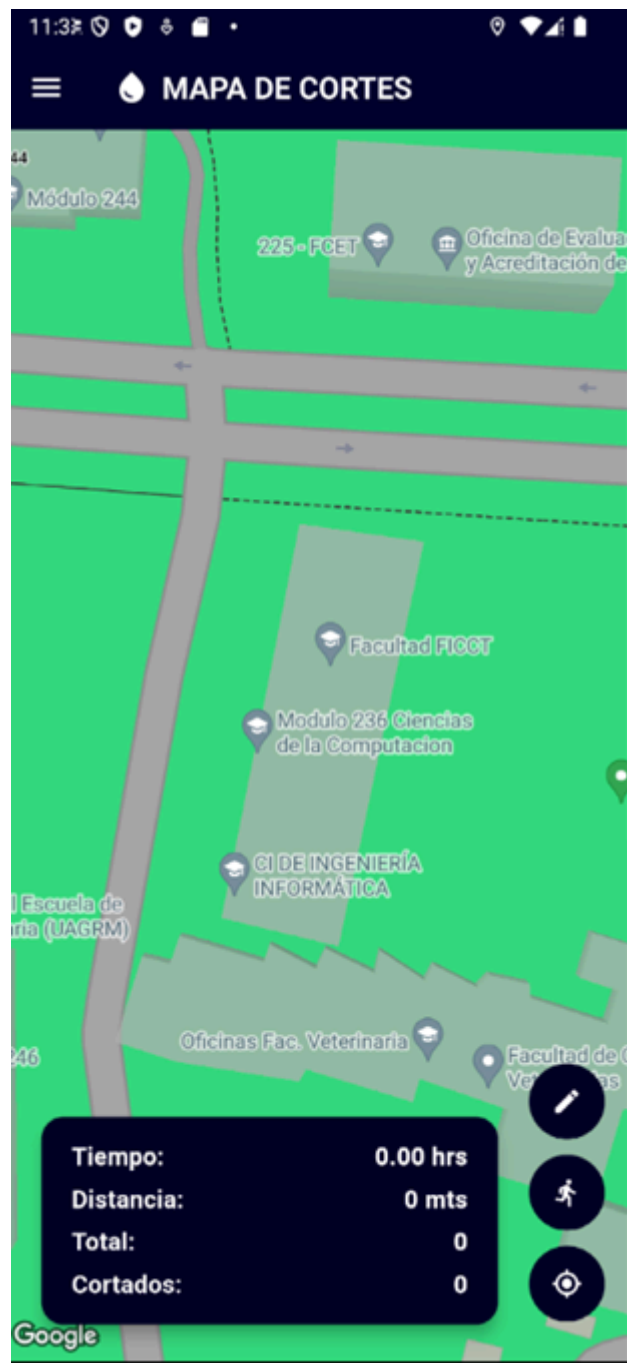 11:3
MAPA DE CORTES
44
Módulo 244
225 - FCET
Oficina de Evalua
y Acreditación de
Facultad FICCT
Modulo 236 Ciencias
de la Computacion
CI DE INGENIERÍA
INFORMÁTICA
l Escuela de
ria (UAGRM)
Oficinas Fac. Veterinaria
246
Facultad de C
Tiempo: 0.00 hrs
Distancia: 0 mts
Total: 0
Cortados: 0
Google